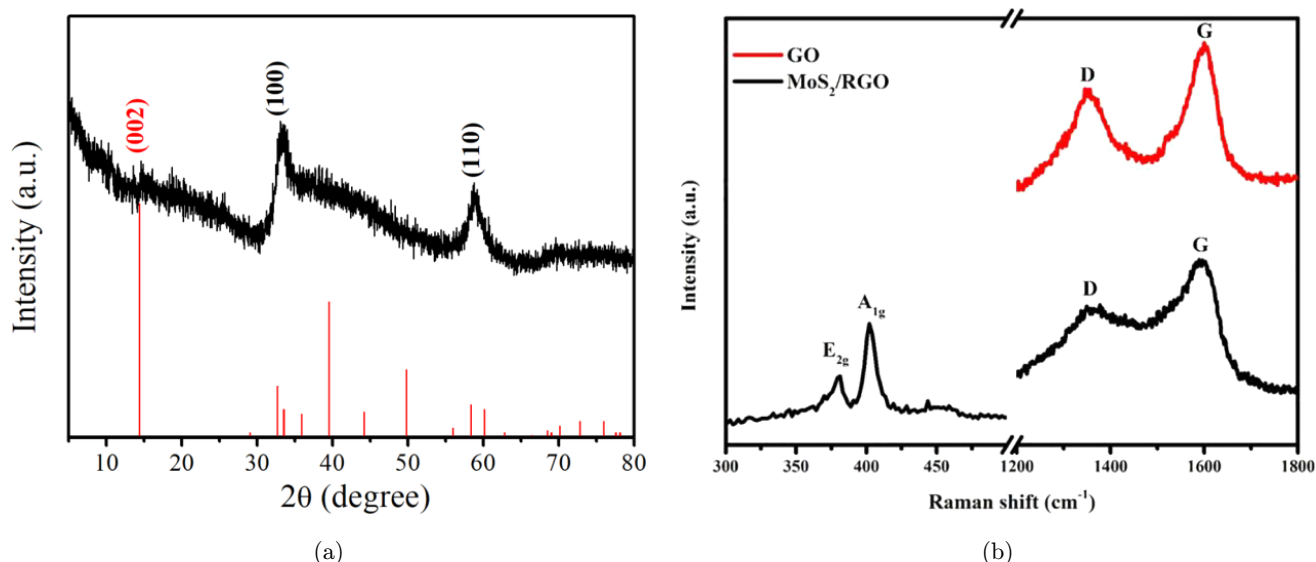 (002)
(100)
(110)
Intensity (a.u.)
10 20 30 40 50 60 70 80
2θ (degree)
(a)
GO
MoS₂/RGO
D
G
D
G
E₂g
A₁g
Intensity (a.u.)
300 350 400 450 1200 1400 1600 1800
Raman shift (cm⁻¹)
(b)